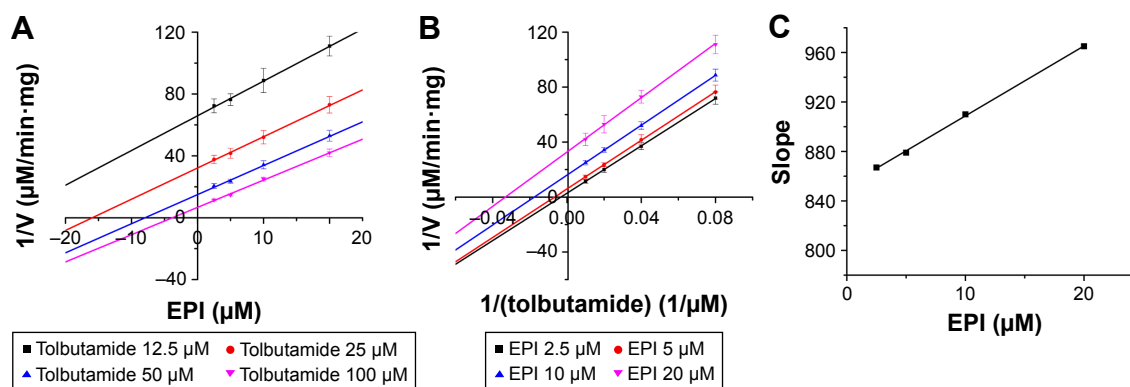 A
B
C
1/V (µM/min·mg)
120
80
40
0
–40
–20
–10
0
10
20
EPI (µM)
Tolbutamide 12.5 µM
Tolbutamide 25 µM
Tolbutamide 50 µM
Tolbutamide 100 µM
1/V (µM/min·mg)
120
80
40
0
–40
–0.04
0.00
0.04
0.08
1/(tolbutamide) (1/µM)
EPI 2.5 µM
EPI 5 µM
EPI 10 µM
EPI 20 µM
Slope
960
920
880
840
800
0
10
20
EPI (µM)